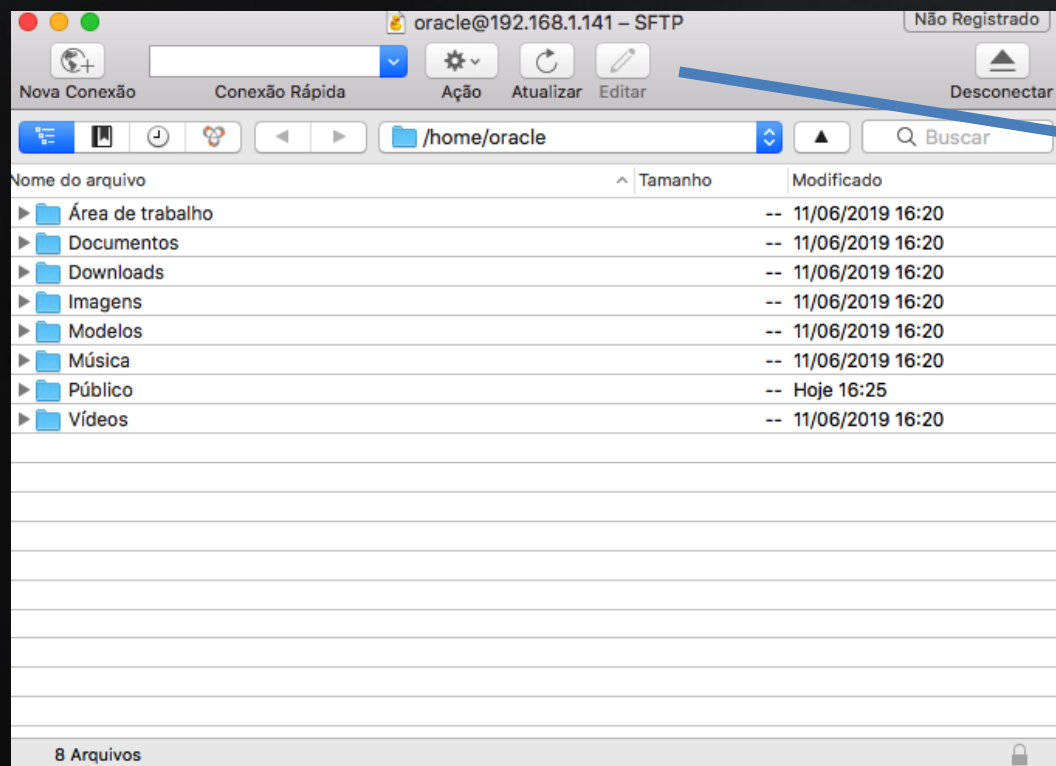 oracle@192.168.1.141 – SFTP
Não Registrado
Nova Conexão
Conexão Rápida
Ação
Atualizar
Editar
Desconectar
/home/oracle
Buscar
Nome do arquivo
Tamanho
Modificado
Área de trabalho -- 11/06/2019 16:20
Documentos -- 11/06/2019 16:20
Downloads -- 11/06/2019 16:20
Imagens -- 11/06/2019 16:20
Modelos -- 11/06/2019 16:20
Música -- 11/06/2019 16:20
Público -- Hoje 16:25
Vídeos -- 11/06/2019 16:20
8 Arquivos